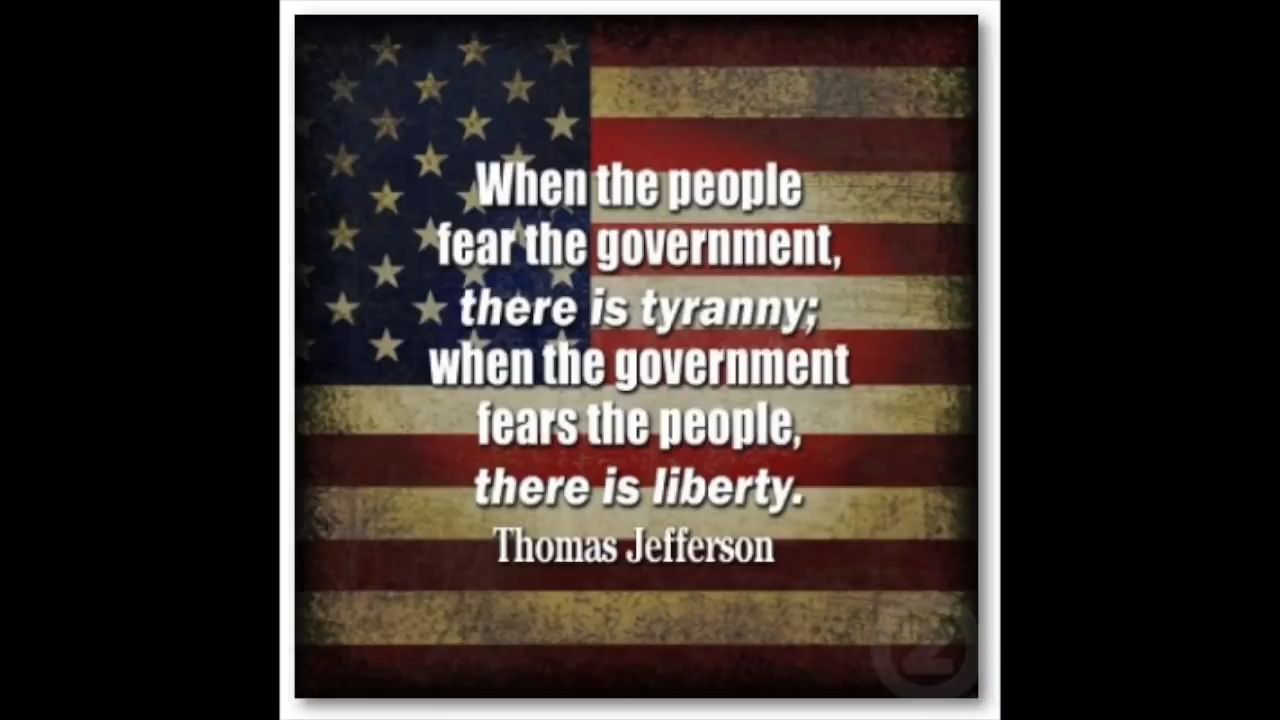 When the people
fear the government,
there is tyranny;
when the government
fears the people,
there is liberty.
Thomas Jefferson